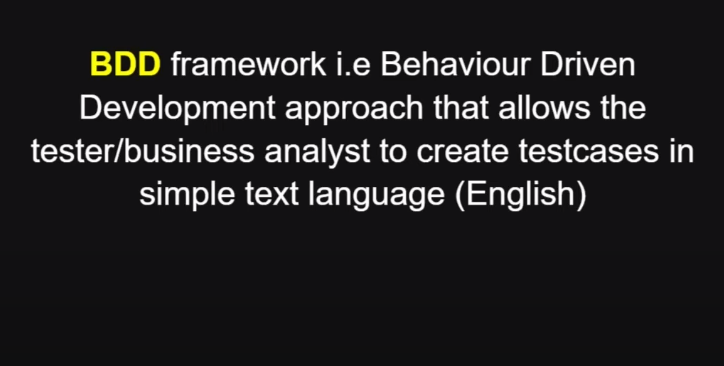 BDD framework i.e Behaviour Driven
Development approach that allows the
tester/business analyst to create testcases in
simple text language (English)